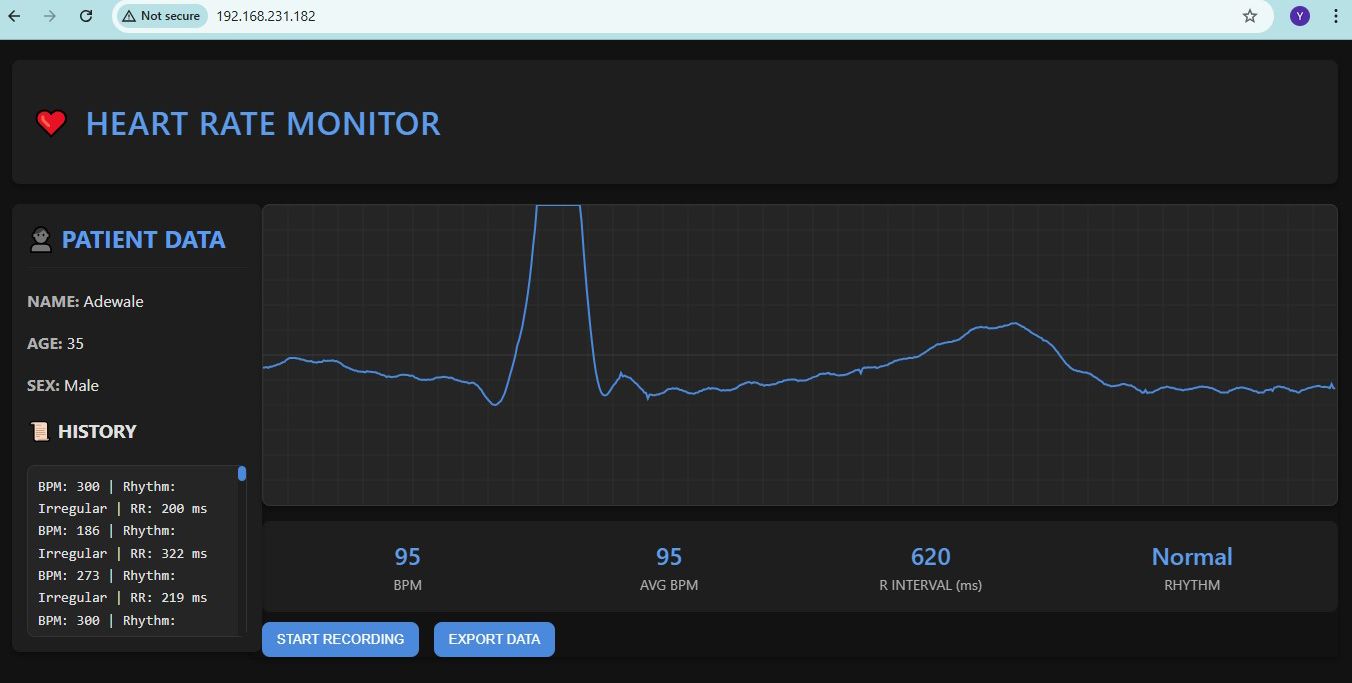 Not secure
192.168.231.182
Y
HEART RATE MONITOR
PATIENT DATA
NAME: Adewale
AGE: 35
SEX: Male
HISTORY
BPM: 300 | Rhythm:
Irregular | RR: 200 ms
BPM: 186 | Rhythm:
Irregular | RR: 322 ms
BPM: 273 | Rhythm:
Irregular | RR: 219 ms
BPM: 300 | Rhythm:
95
BPM
95
AVG BPM
620
R INTERVAL (ms)
Normal
RHYTHM
START RECORDING
EXPORT DATA